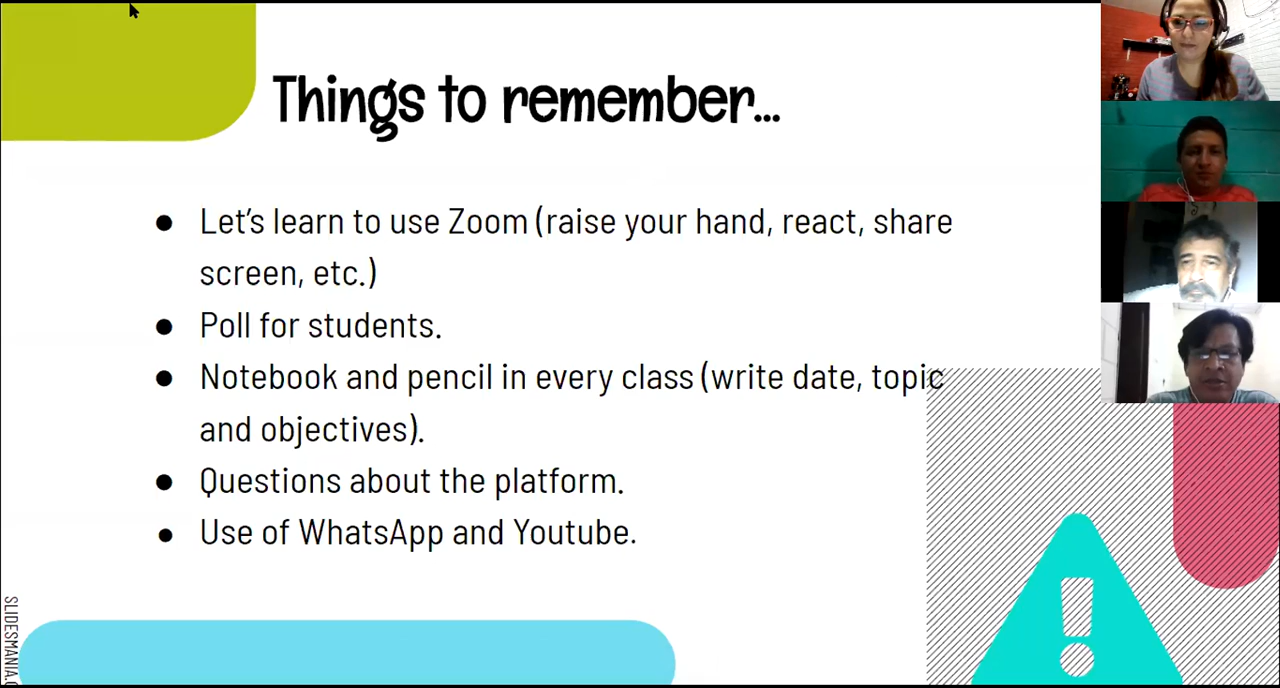 Things to remember...
● Let's learn to use Zoom (raise your hand, react, share
screen, etc.)
● Poll for students.
● Notebook and pencil in every class (write date, topic
and objectives).
● Questions about the platform.
● Use of WhatsApp and Youtube.